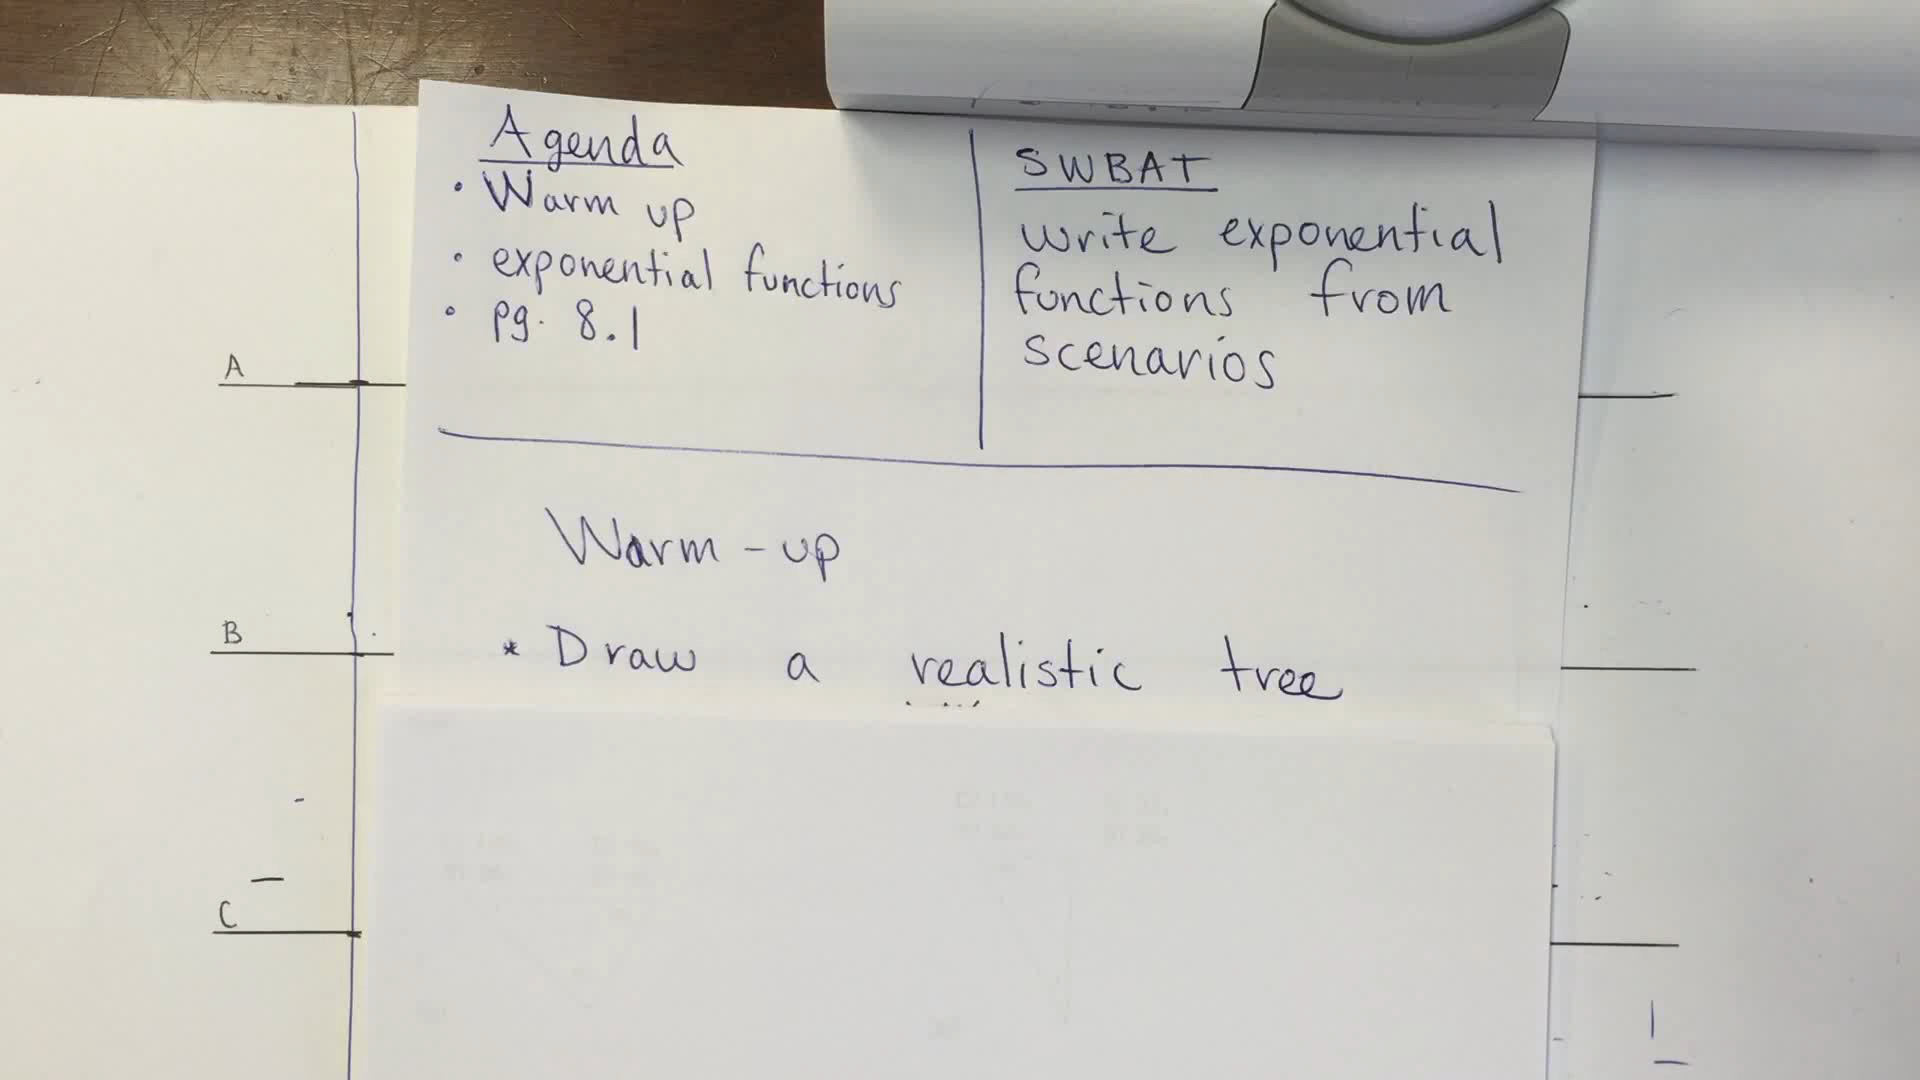 Agenda
• Warm up
• exponential functions
• pg. 8.1
SWBAT
write exponential
functions from
scenarios
A
B
C
Warm-up
* Draw a realistic tree